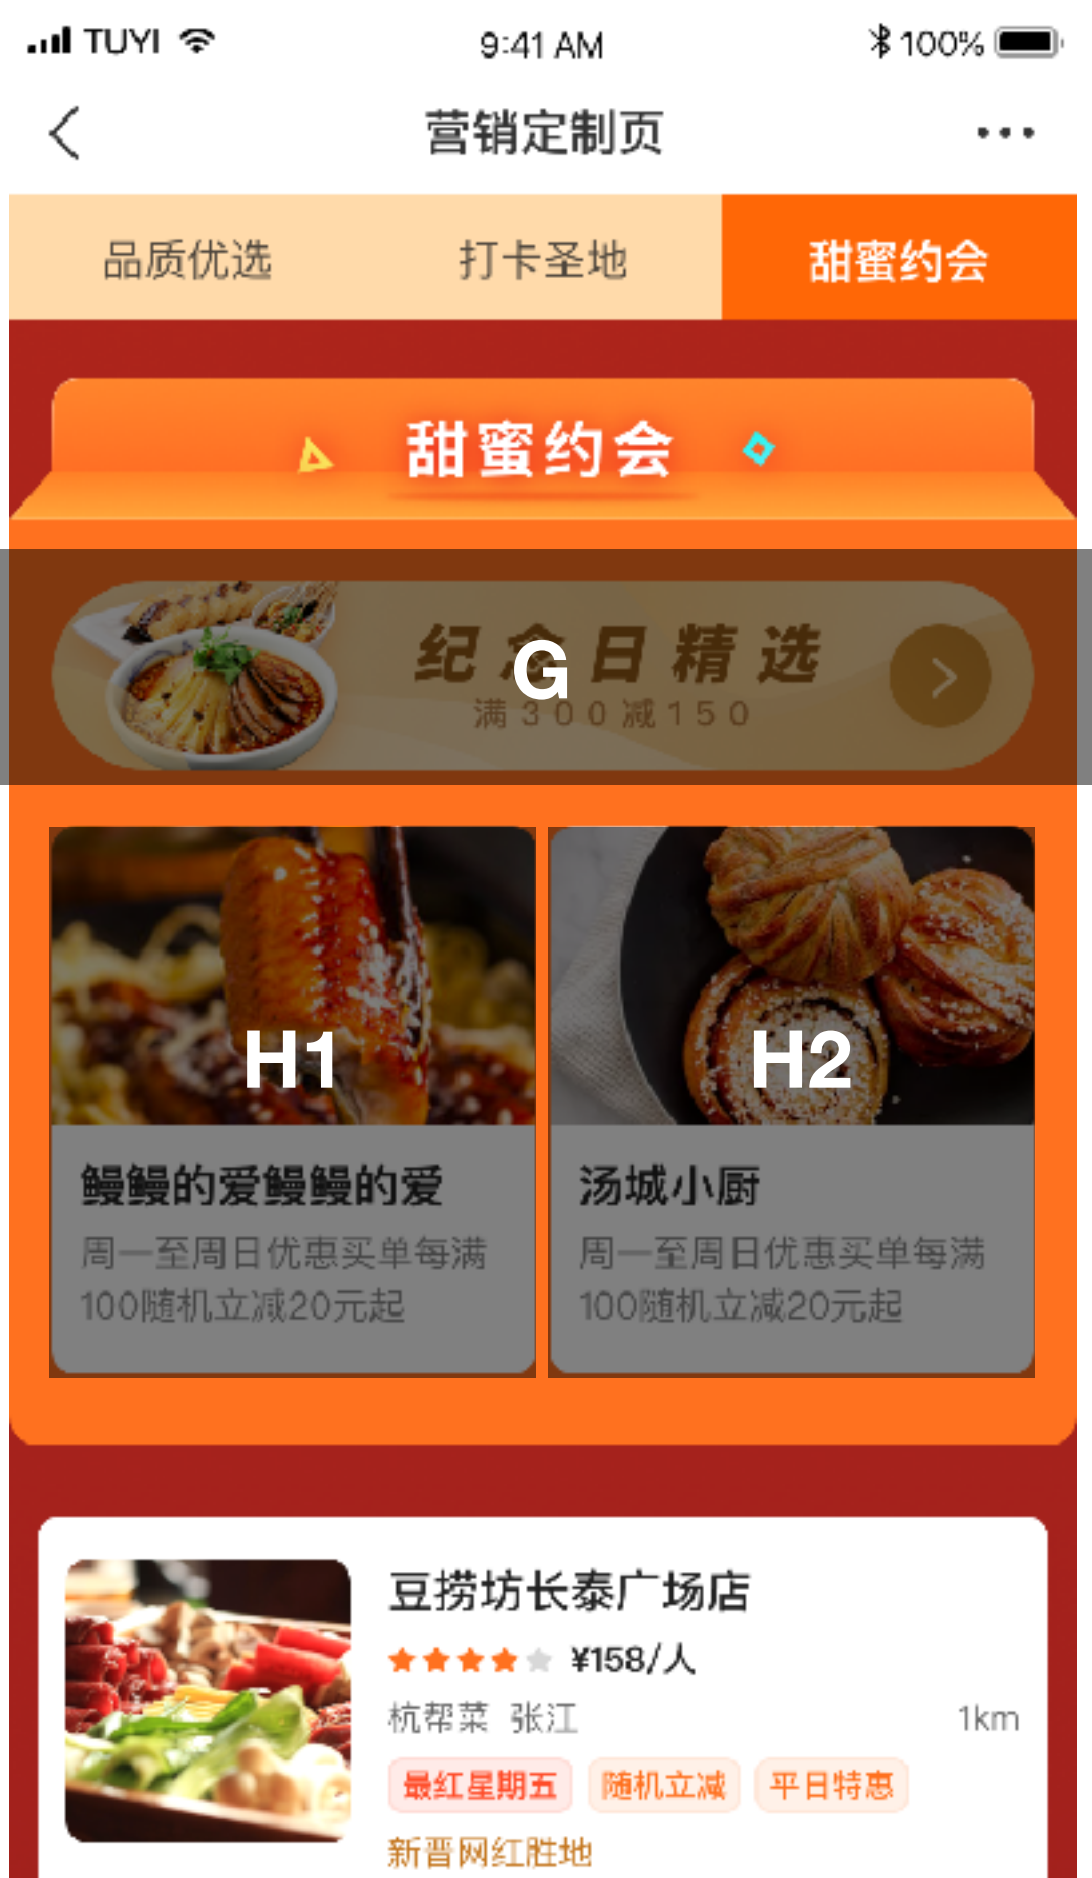 TUYI 9:41 AM 100%
营销定制页
品质优选 打卡圣地 甜蜜约会
甜蜜约会
纪念日精选
G
满300减150
H1 H2
鳗鳗的爱鳗鳗的爱 汤城小厨
周一至周日优惠买单每满 周一至周日优惠买单每满
100随机立减20元起 100随机立减20元起
豆捞坊长泰广场店
¥158/人
杭帮菜 张江 1km
最红星期五 随机立减 平日特惠
新晋网红胜地